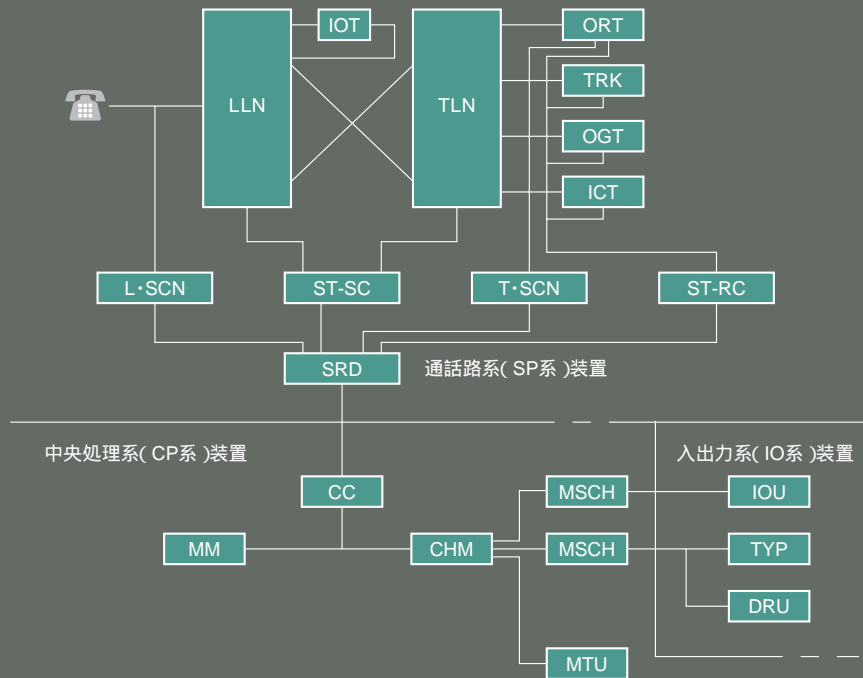 IOT
ORT
LLN
TLN
TRK
OGT
ICT
L・SCN
ST-SC
T・SCN
ST-RC
SRD
通話路系( SP系 )装置
中央処理系( CP系 )装置
入出力系( IO系 )装置
CC
MSCH
IOU
MM
CHM
MSCH
TYP
DRU
MTU